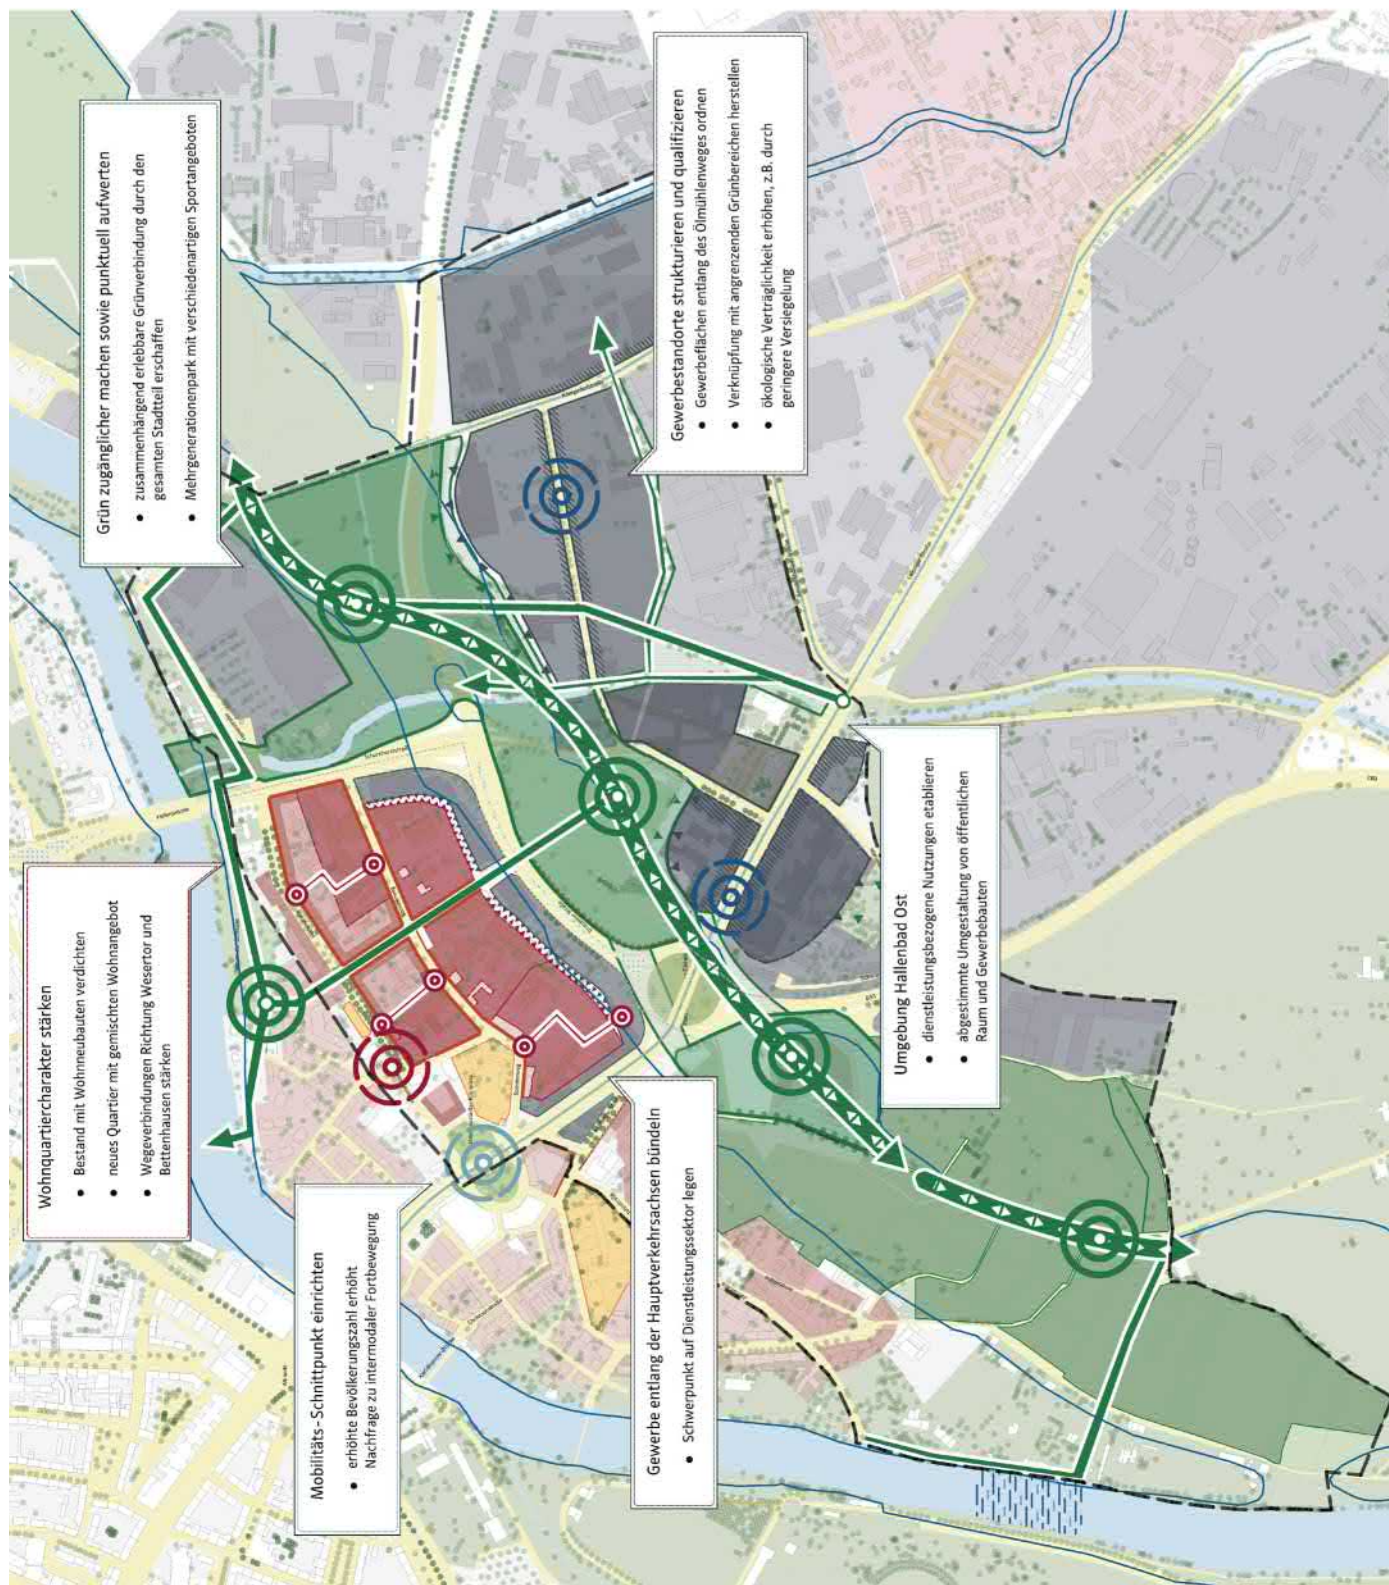 Grün zugänglicher machen sowie punktuell aufwerten
• zusammenhängend erlebbare Grünverbindung durch den
gesamten Stadtteil erschaffen
• Mehrgenerationenpark mit verschiedenartigen Sportangeboten
Gewerbestandorte strukturieren und qualifizieren
• Gewerbeflächen entlang des Ölmühlenweges ordnen
• Verknüpfung mit angrenzenden Grünbereichen herstellen
• ökologische Verträglichkeit erhöhen, z.B. durch
geringere Versiegelung
Wohnquartiercharakter stärken
• Bestand mit Wohnneubauten verdichten
• neues Quartier mit gemischten Wohnangebot
• Wegeverbindungen Richtung Wesertor und
Bettenhausen stärken
Umgebung Hallenbad Ost
• dienstleistungsbezogene Nutzungen etablieren
• abgestimmte Umgestaltung von öffentlichen
Raum und Gewerbebauten
Mobilitäts-Schnittpunkt einrichten
• erhöhte Bevölkerungszahl erhöht
Nachfrage zu intermodaler Fortbewegung
Gewerbe entlang der Hauptverkehrsachsen bündeln
• Schwerpunkt auf Dienstleistungssektor legen